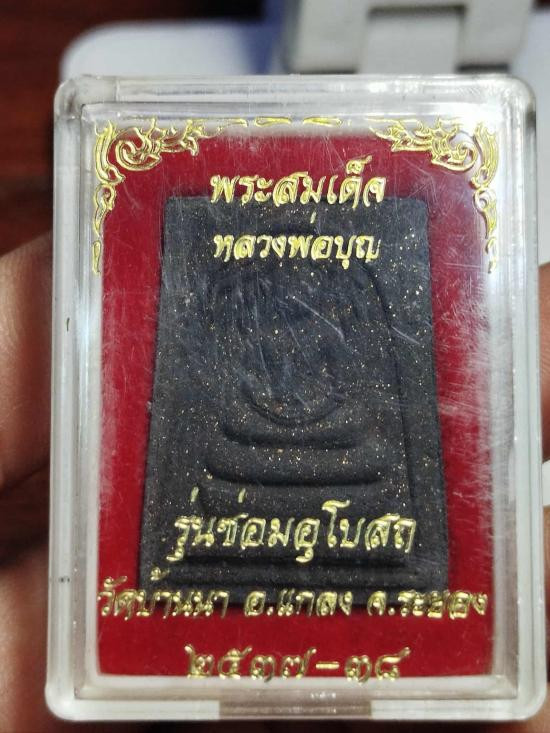 พระสมเด็จ
หลวงพ่อบุญ
รุ่นซ่อมอุโบสถ
วัดบ้านนา อ.แกลง จ.ระยอง
๒๕๓๗-๓๘